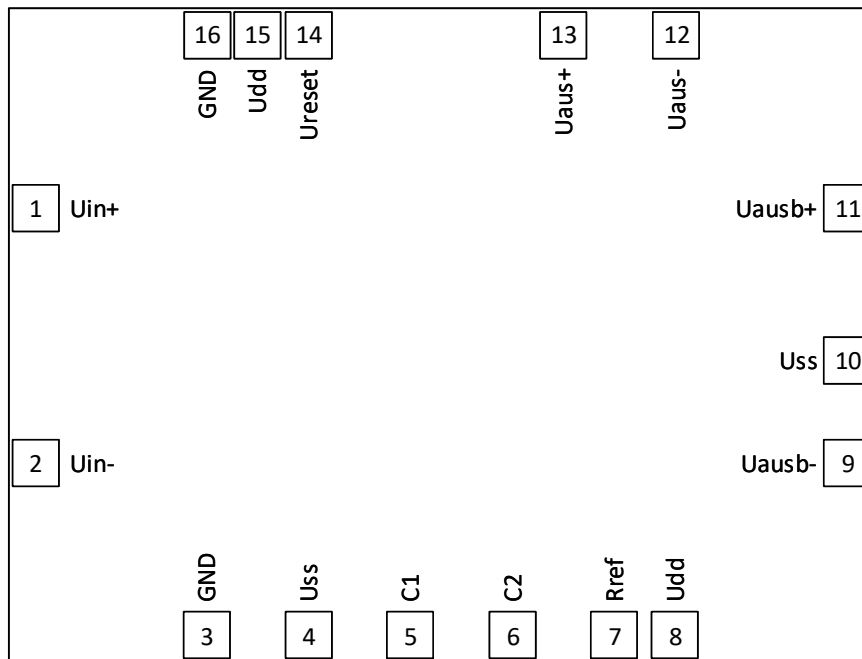 16 15 14 13 12
GND Udd Ureset Uaus+ Uaus-
1 Uin+ Uausb+ 11
Uss 10
2 Uin- Uausb- 9
GND Uss C1 C2 Rref Udd
3 4 5 6 7 8